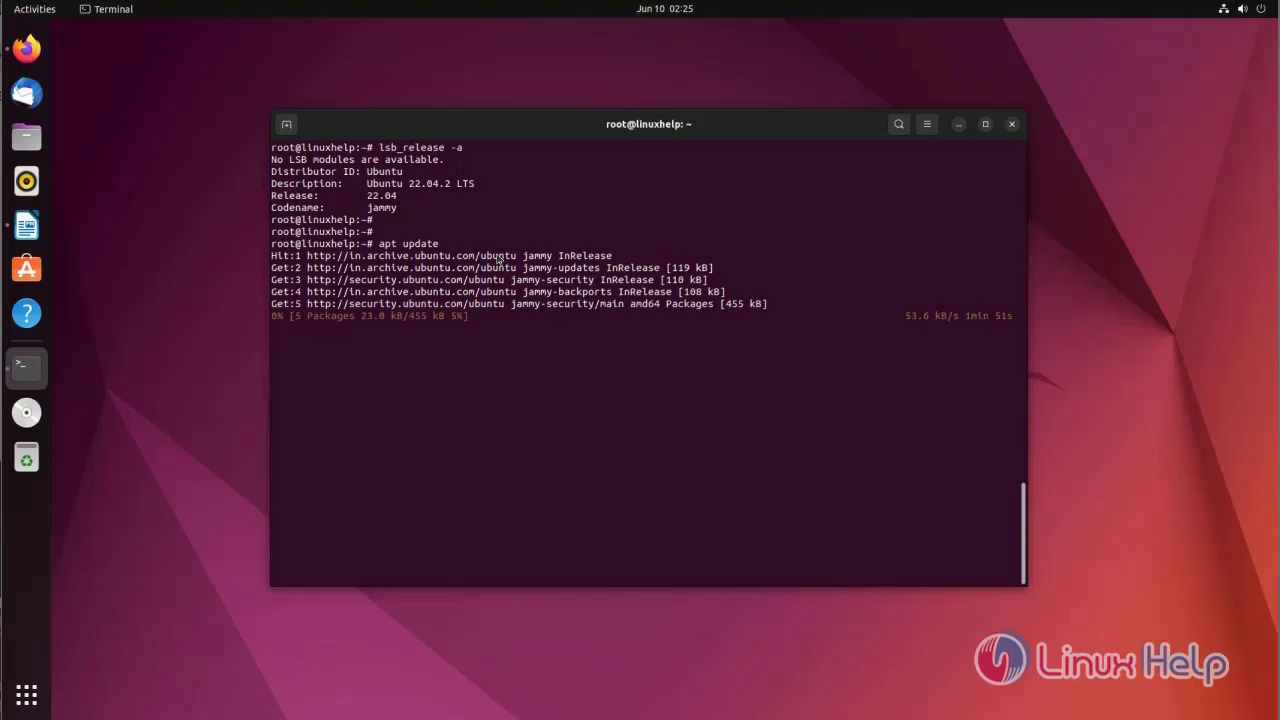 Activities
Terminal
Jun 10 02:25
root@linuxhelp: ~
root@linuxhelp:~# lsb_release -a
No LSB modules are available.
Distributor ID: Ubuntu
Description:    Ubuntu 22.04.2 LTS
Release:        22.04
Codename:       jammy
root@linuxhelp:~#
root@linuxhelp:~#
root@linuxhelp:~# apt update
Hit:1 http://in.archive.ubuntu.com/ubuntu jammy InRelease
Get:2 http://in.archive.ubuntu.com/ubuntu jammy-updates InRelease [119 kB]
Get:3 http://security.ubuntu.com/ubuntu jammy-security InRelease [110 kB]
Get:4 http://in.archive.ubuntu.com/ubuntu jammy-backports InRelease [108 kB]
Get:5 http://security.ubuntu.com/ubuntu jammy-security/main amd64 Packages [455 kB]
0% [5 Packages 23.0 kB/455 kB 5%] 53.6 kB/s 1min 51s
Linux Help